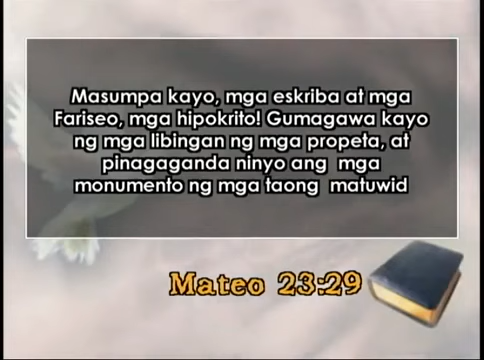 Masumpa kayo, mga eskriba at mga
Fariseo, mga hipokrito! Gumagawa kayo
ng mga libingan ng mga propeta, at
pinagaganda ninyo ang mga
monumento ng mga taong matuwid
Mateo 23:29